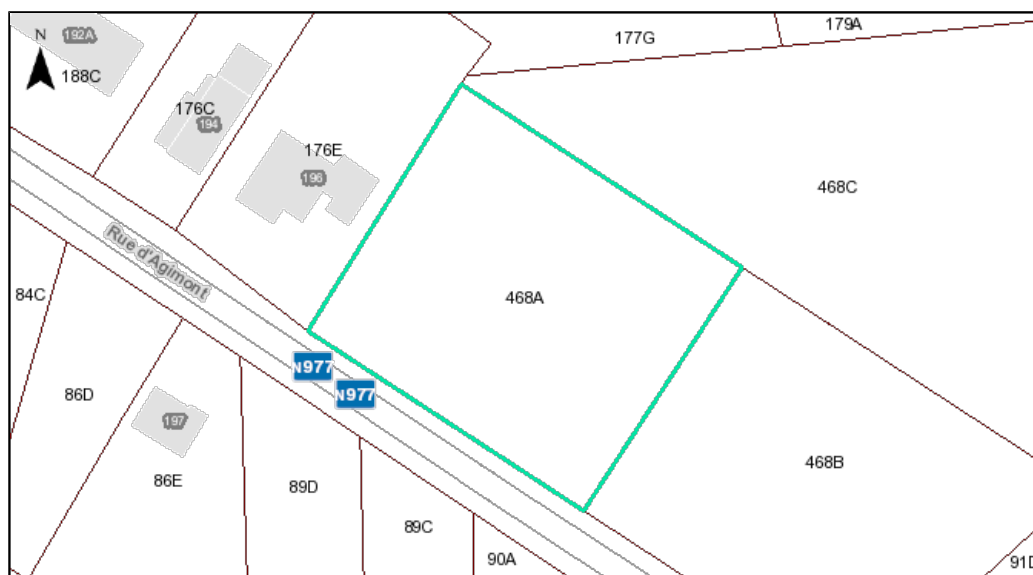 192A
N
188C
177G
179A
176C
194
176E
196
468C
Rue d'Agimont
84C
468A
N977
N977
86D
197
86E
89D
89C
90A
468B
91D